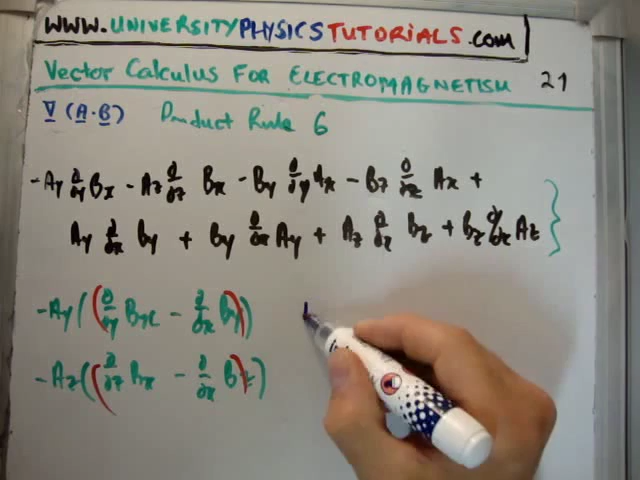 WWW.UNIVERSITYPHYSICSTUTORIALS.com
Vector Calculus For ELECTROMAGNETISM 21
∇(A·B) Product Rule 6
-Ay ∂/∂y Bx - Az ∂/∂z Bx - By ∂/∂y Ax - Bz ∂/∂z Ax +
Ay ∂/∂x By + By ∂/∂x Ay + Az ∂/∂x Bz + Bz ∂/∂x Az }
-Ay(∂/∂y Bx - ∂/∂x By)
-Az(∂/∂z Bx - ∂/∂x Bz)